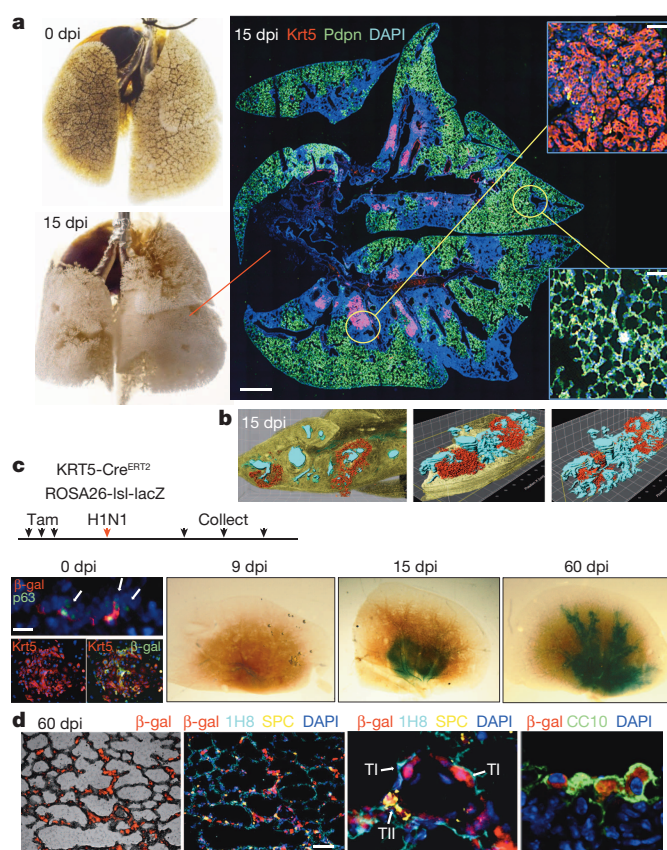 a
0 dpi
15 dpi Krt5 Pdpn DAPI
15 dpi
b
15 dpi
c
KRT5-Cre^ERT2
ROSA26-lsl-lacZ
Tam H1N1 Collect
0 dpi 9 dpi 15 dpi 60 dpi
β-gal
p63
Krt5 Krt5 β-gal
d
60 dpi β-gal β-gal 1H8 SPC DAPI β-gal 1H8 SPC DAPI β-gal CC10 DAPI
TI TI
TII